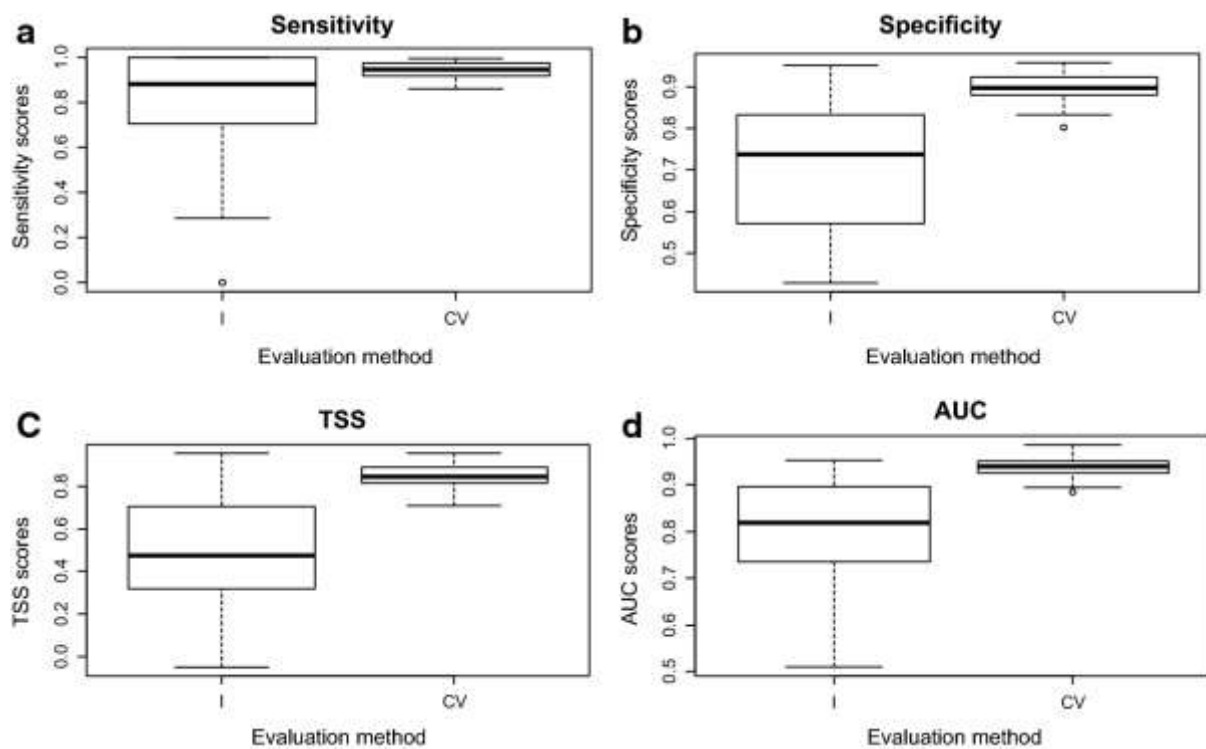 a
Sensitivity
Sensitivity scores
1.0
0.8
0.6
0.4
0.2
0.0
I
CV
Evaluation method
b
Specificity
Specificity scores
0.9
0.8
0.7
0.6
0.5
I
CV
Evaluation method
C
TSS
TSS scores
0.8
0.6
0.4
0.2
0.0
I
CV
Evaluation method
d
AUC
AUC scores
1.0
0.9
0.8
0.7
0.6
0.5
I
CV
Evaluation method